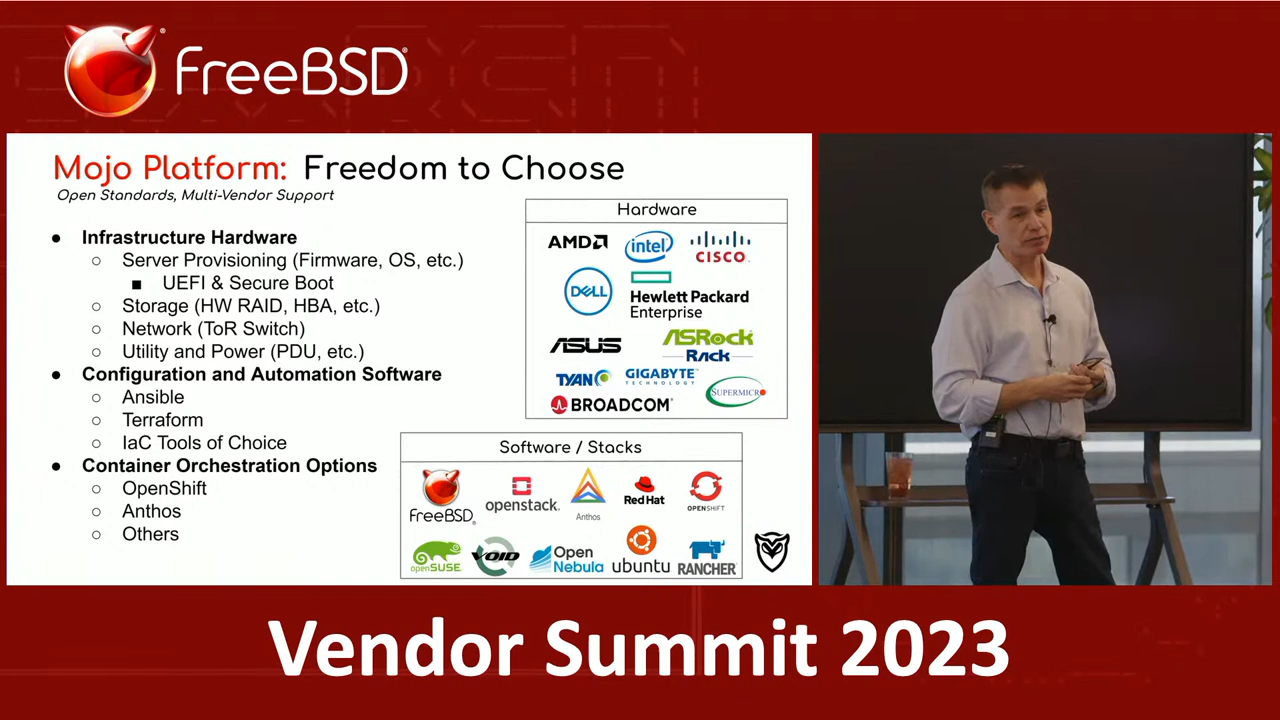 FreeBSD®
Mojo Platform: Freedom to Choose
Open Standards, Multi-Vendor Support
● Infrastructure Hardware
○ Server Provisioning (Firmware, OS, etc.)
■ UEFI & Secure Boot
○ Storage (HW RAID, HBA, etc.)
○ Network (ToR Switch)
○ Utility and Power (PDU, etc.)
● Configuration and Automation Software
○ Ansible
○ Terraform
○ IaC Tools of Choice
● Container Orchestration Options
○ OpenShift
○ Anthos
○ Others
Hardware
AMD intel CISCO
DELL Hewlett Packard
Enterprise
ASUS ASRock
Rack
TYAN GIGABYTE™
TECHNOLOGY
SUPERMICRO
BROADCOM®
Software / Stacks
FreeBSD® openstack. Anthos Red Hat OPENSHIFT
openSUSE VOID Open
Nebula ubuntu RANCHER
Vendor Summit 2023